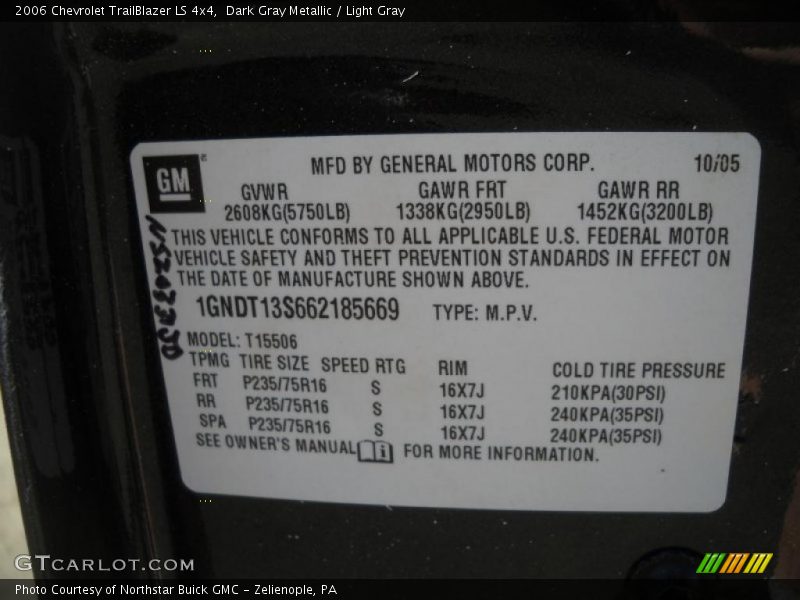 2006 Chevrolet TrailBlazer LS 4x4, Dark Gray Metallic / Light Gray
GM
MFD BY GENERAL MOTORS CORP. 10/05
GVWR GAWR FRT GAWR RR
2608KG(5750LB) 1338KG(2950LB) 1452KG(3200LB)
THIS VEHICLE CONFORMS TO ALL APPLICABLE U.S. FEDERAL MOTOR
VEHICLE SAFETY AND THEFT PREVENTION STANDARDS IN EFFECT ON
THE DATE OF MANUFACTURE SHOWN ABOVE.
1GNDT13S662185669 TYPE: M.P.V.
MODEL: T15506
TPMG TIRE SIZE SPEED RTG RIM COLD TIRE PRESSURE
FRT P235/75R16 S 16X7J 210KPA(30PSI)
RR P235/75R16 S 16X7J 240KPA(35PSI)
SPA P235/75R16 S 16X7J 240KPA(35PSI)
SEE OWNER'S MANUAL FOR MORE INFORMATION.
GTCARLOT.COM
Photo Courtesy of Northstar Buick GMC - Zelienople, PA